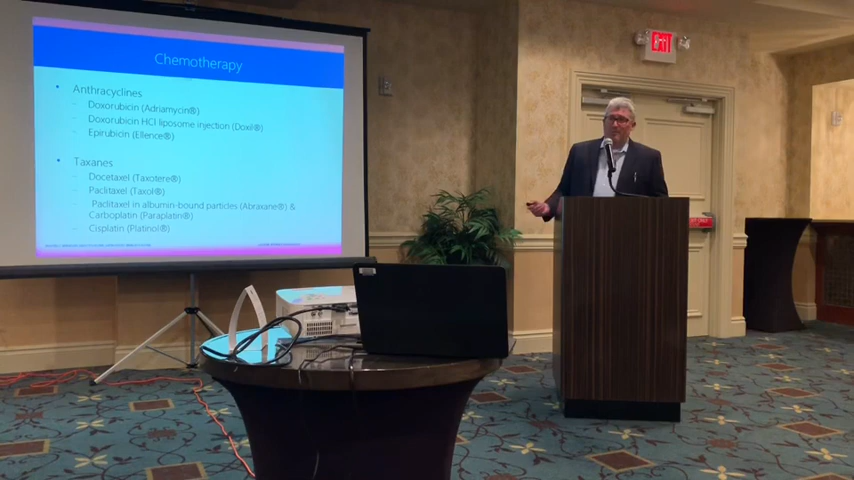 Chemotherapy
• Anthracyclines
– Doxorubicin (Adriamycin®)
– Doxorubicin HCl liposome injection (Doxil®)
– Epirubicin (Ellence®)
• Taxanes
– Docetaxel (Taxotere®)
– Paclitaxel (Taxol®)
– Paclitaxel in albumin-bound particles (Abraxane®) &
Carboplatin (Paraplatin®)
– Cisplatin (Platinol®)
EXIT